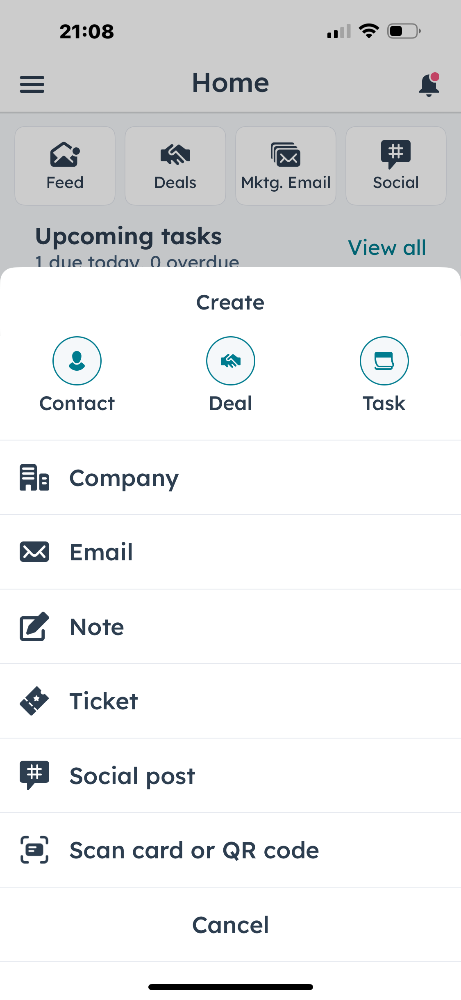 21:08
Home
Feed
Deals
Mktg. Email
Social
Upcoming tasks
View all
1 due today, 0 overdue
Create
Contact
Deal
Task
Company
Email
Note
Ticket
Social post
Scan card or QR code
Cancel